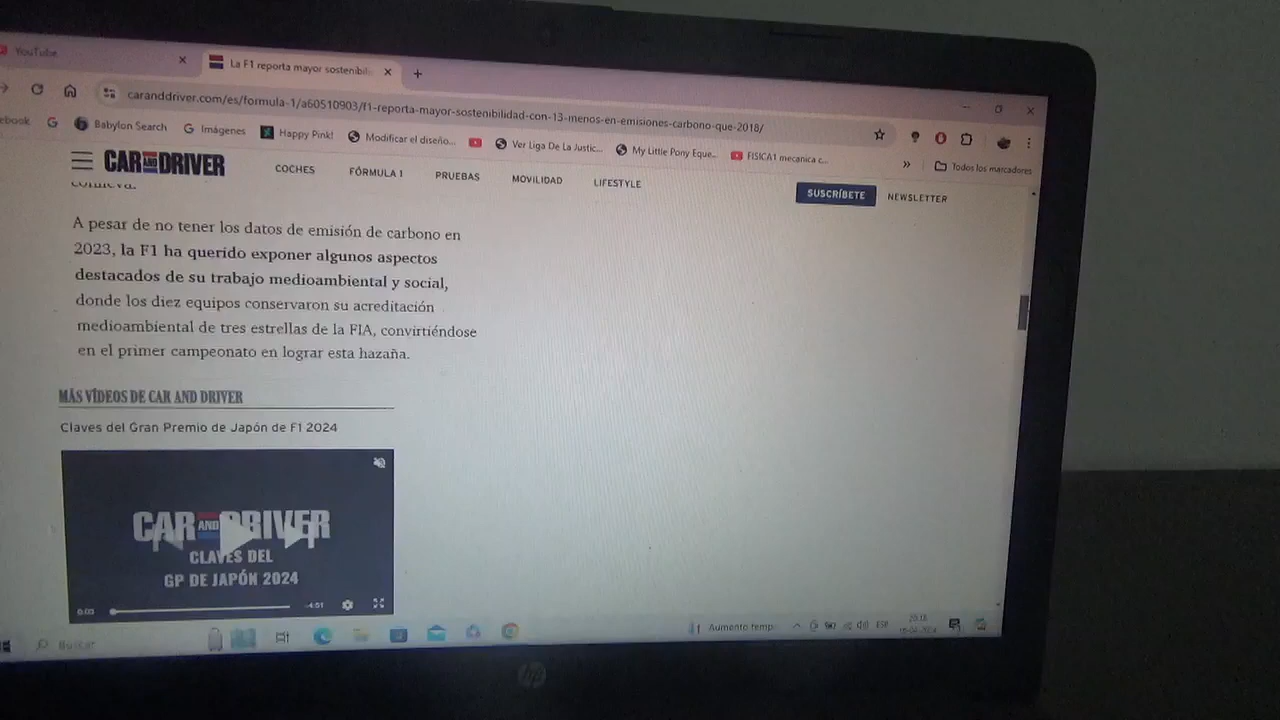 YouTube
La F1 reporta mayor sostenibili
caranddriver.com/es/formula-1/a60510903/f1-reporta-mayor-sostenibilidad-con-13-menos-en-emisiones-carbono-que-2018/
ebook
Babylon Search
Imágenes
Happy Pink!
Modificar el diseño...
Ver Liga De La Justic...
My Little Pony Eque...
FISICA1 mecanica c...
»
Todos los marcadores
CAR AND DRIVER
COCHES
FÓRMULA 1
PRUEBAS
MOVILIDAD
LIFESTYLE
SUSCRÍBETE
NEWSLETTER
A pesar de no tener los datos de emisión de carbono en
2023, la F1 ha querido exponer algunos aspectos
destacados de su trabajo medioambiental y social,
donde los diez equipos conservaron su acreditación
medioambiental de tres estrellas de la FIA, convirtiéndose
en el primer campeonato en lograr esta hazaña.
MÁS VÍDEOS DE CAR AND DRIVER
Claves del Gran Premio de Japón de F1 2024
CAR AND DRIVER
CLAVES DEL
GP DE JAPÓN 2024
0:00
-4:01
Buscar
Aumento temp.
ESP
hp